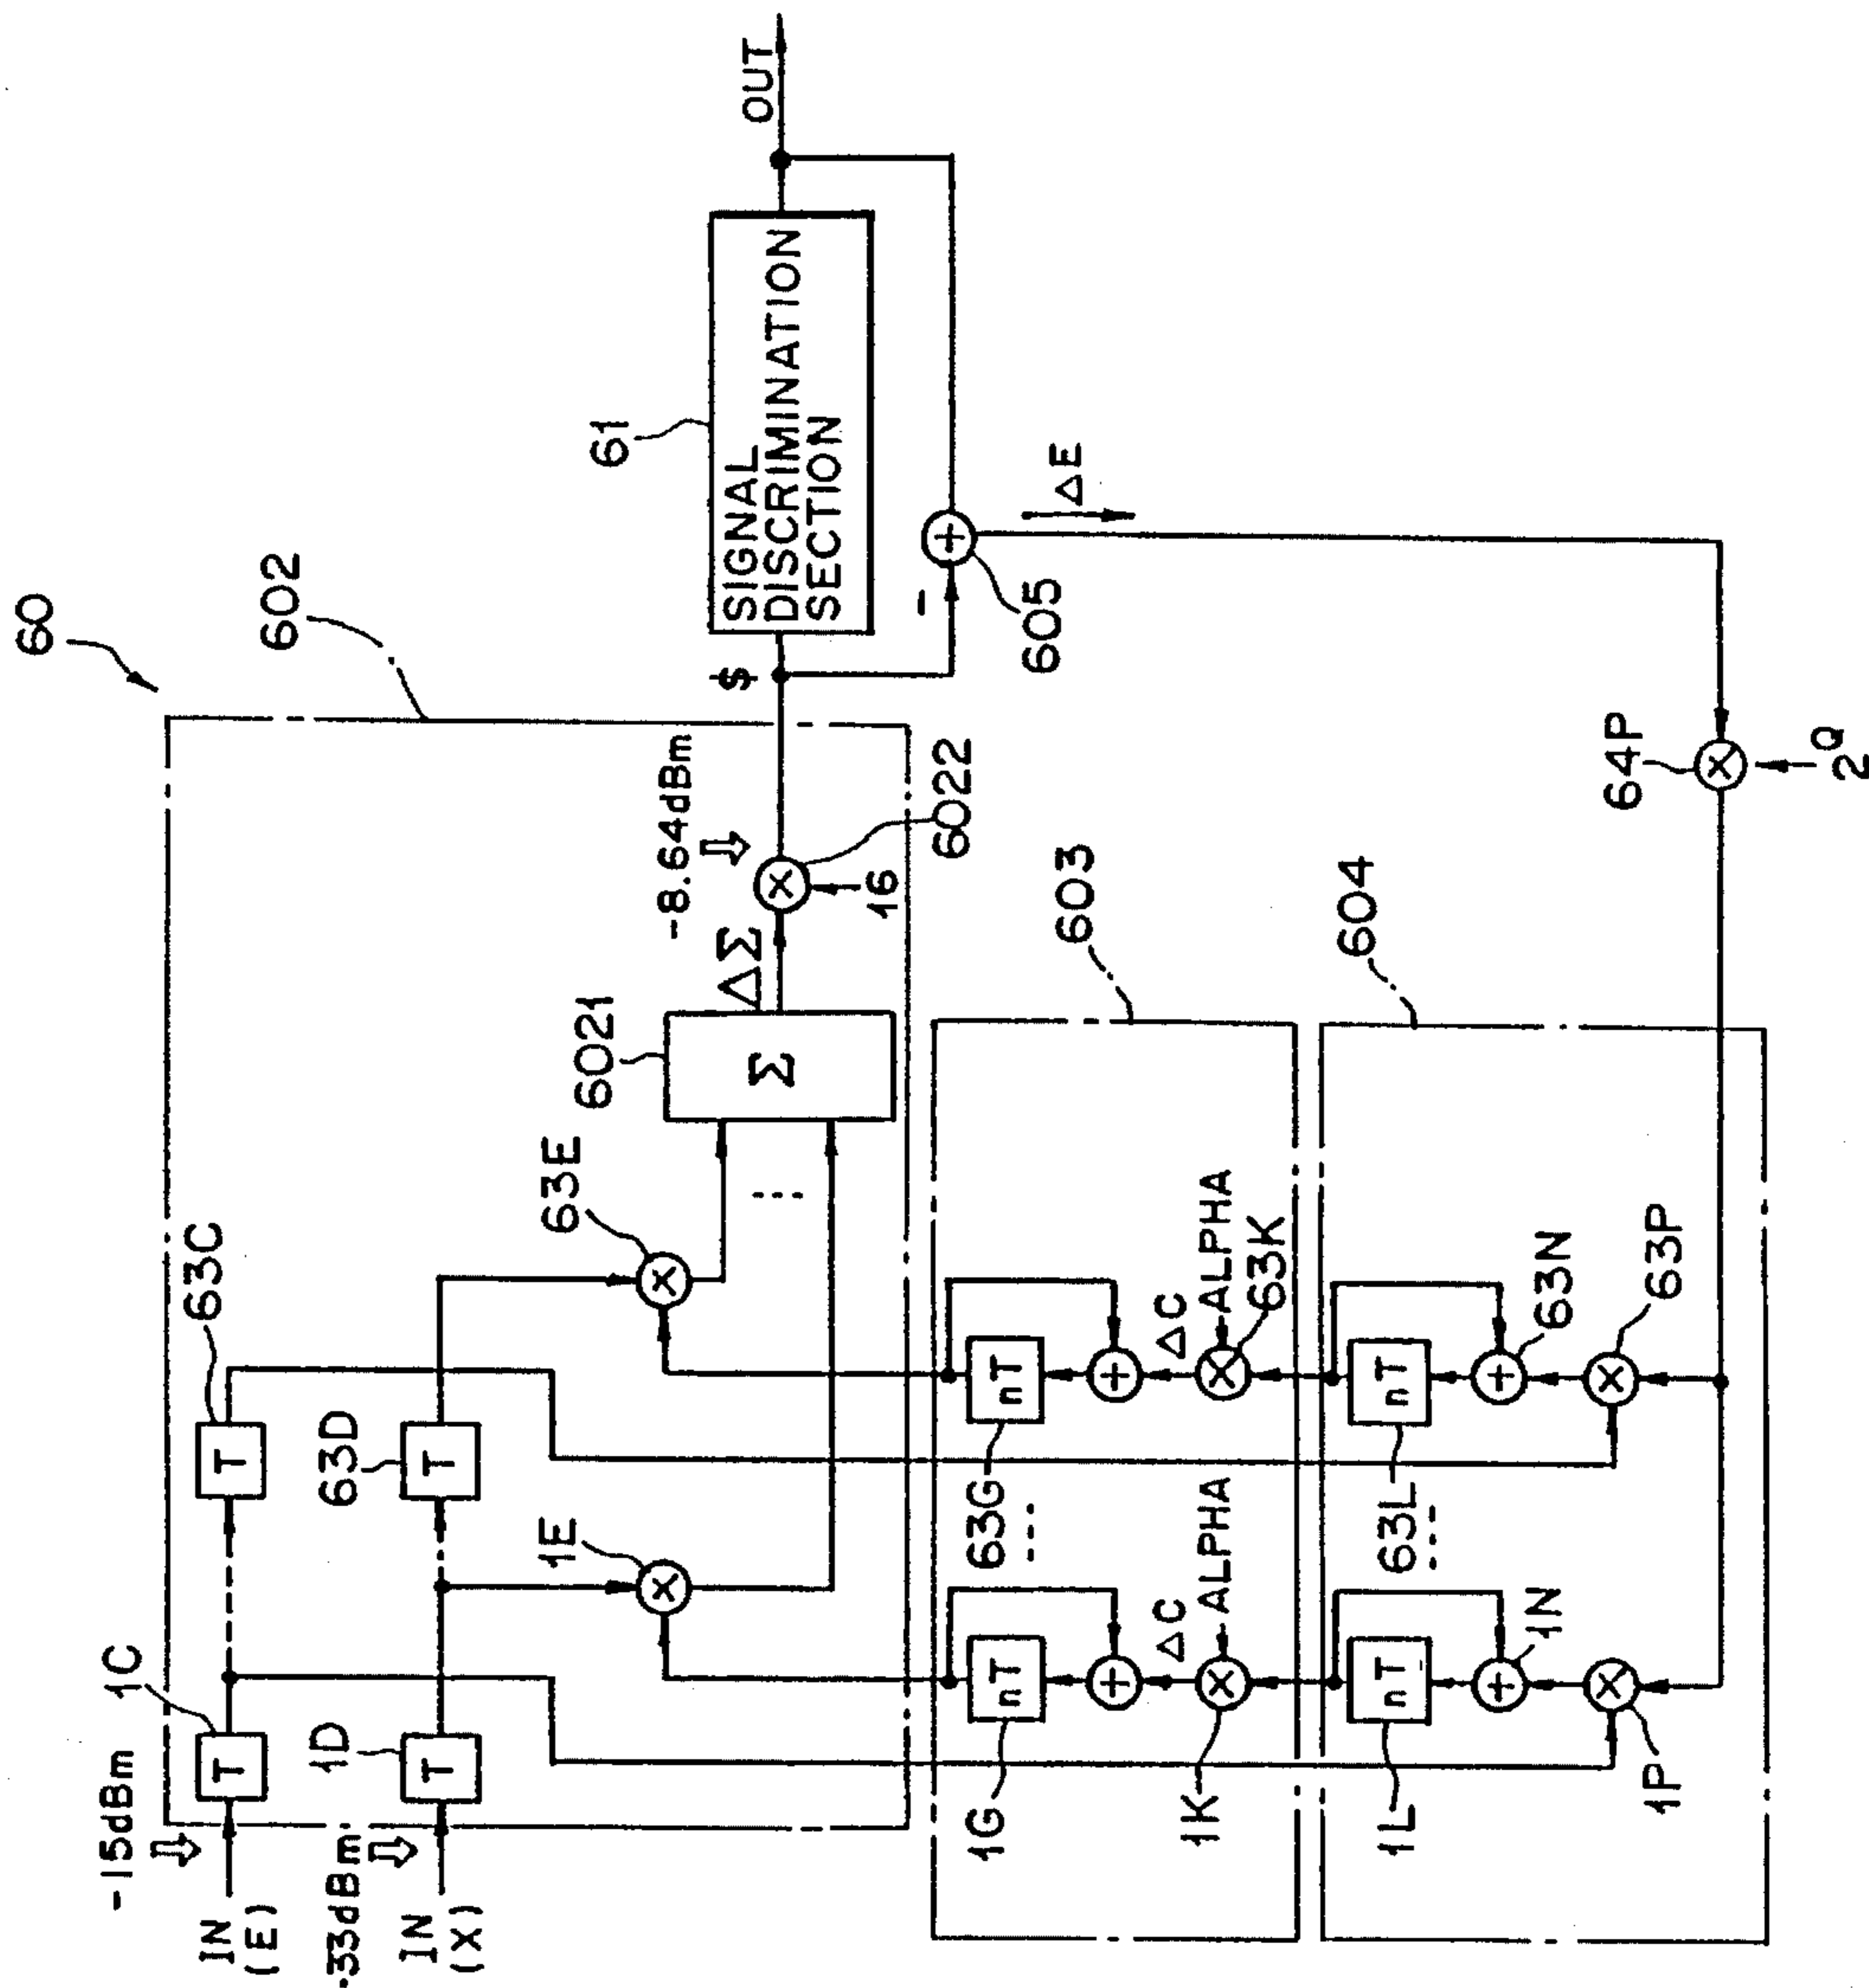 60
602
-15dBm
IN
(E)
1C
T
63C
T
-33dBm
IN
(X)
1D
T
63D
T
1E
×
63E
×
6021
Σ
ΔΣ
-8.64dBm
×
16
6022
$
61
SIGNAL
DISCRIMINATION
SECTION
OUT
-
+
605
ΔE
603
1G
nT
+
ΔC
ALPHA
×
1K
63G
nT
+
ΔC
ALPHA
×
63K
604
1L
nT
+
1N
×
1P
63L
nT
+
63N
×
63P
64P
×
2Q